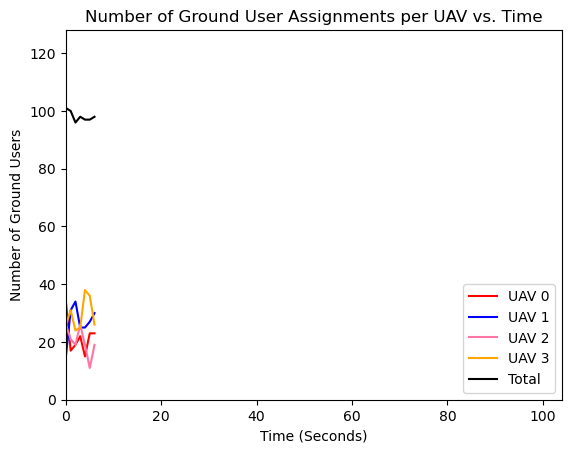 Number of Ground User Assignments per UAV vs. Time
120
100
80
60
40
20
0
Number of Ground Users
0 20 40 60 80 100
Time (Seconds)
UAV 0
UAV 1
UAV 2
UAV 3
Total